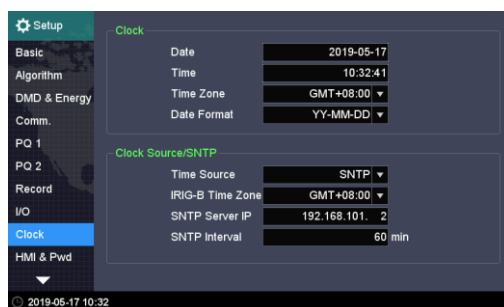 Setup
Basic
Algorithm
DMD & Energy
Comm.
PQ 1
PQ 2
Record
I/O
Clock
HMI & Pwd
Clock
Date 2019-05-17
Time 10:32:41
Time Zone GMT+08:00
Date Format YY-MM-DD
Clock Source/SNTP
Time Source SNTP
IRIG-B Time Zone GMT+08:00
SNTP Server IP 192.168.101. 2
SNTP Interval 60 min
2019-05-17 10:32